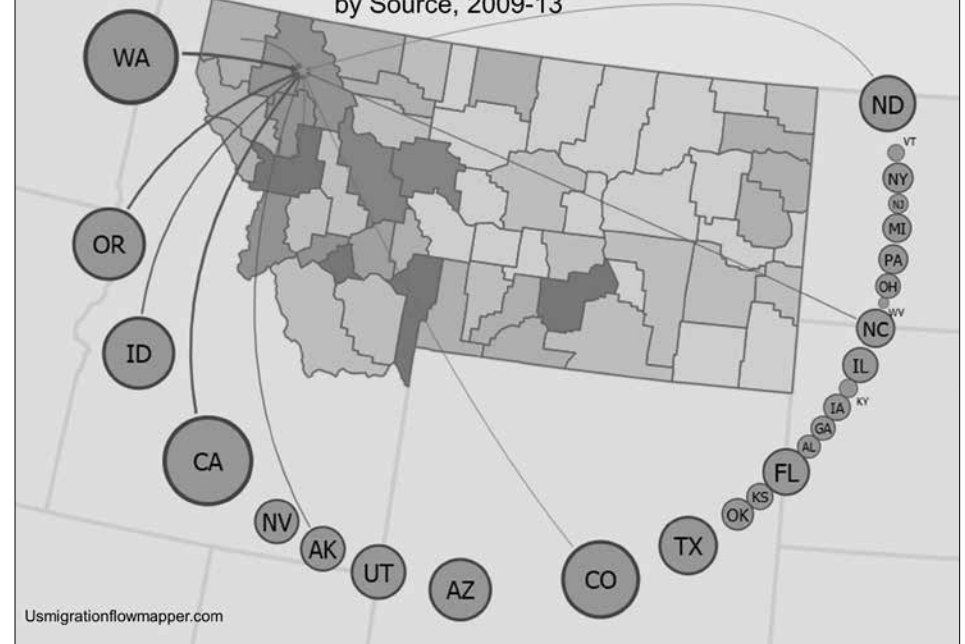 by Source, 2009-13
WA
ND
VT
NY
NJ
MI
OR
PA
OH
WV
NC
ID
IL
KY
IA
GA
AL
CA
FL
KS
OK
NV
TX
AK
UT
CO
AZ
Usmigrationflowmapper.com